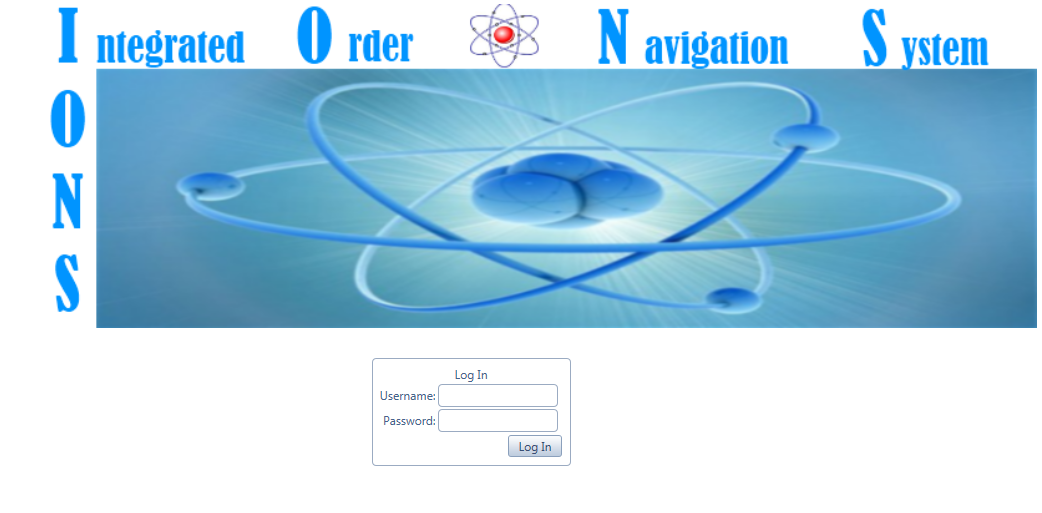 Integrated Order Navigation System
I
O
N
S
Log In
Username:
Password:
Log In